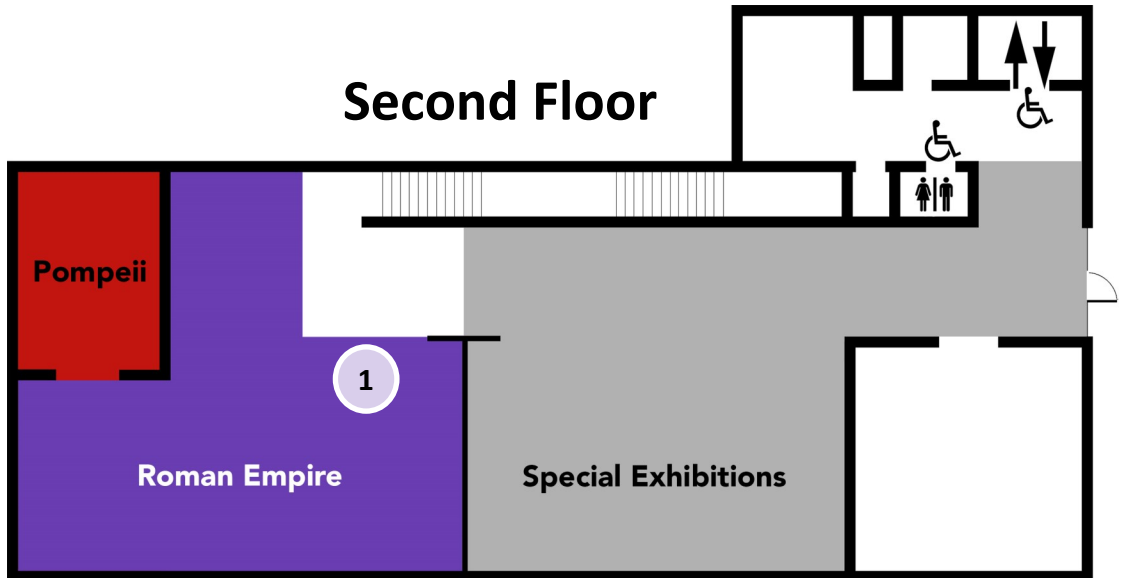 Second Floor
Pompeii
1
Roman Empire
Special Exhibitions